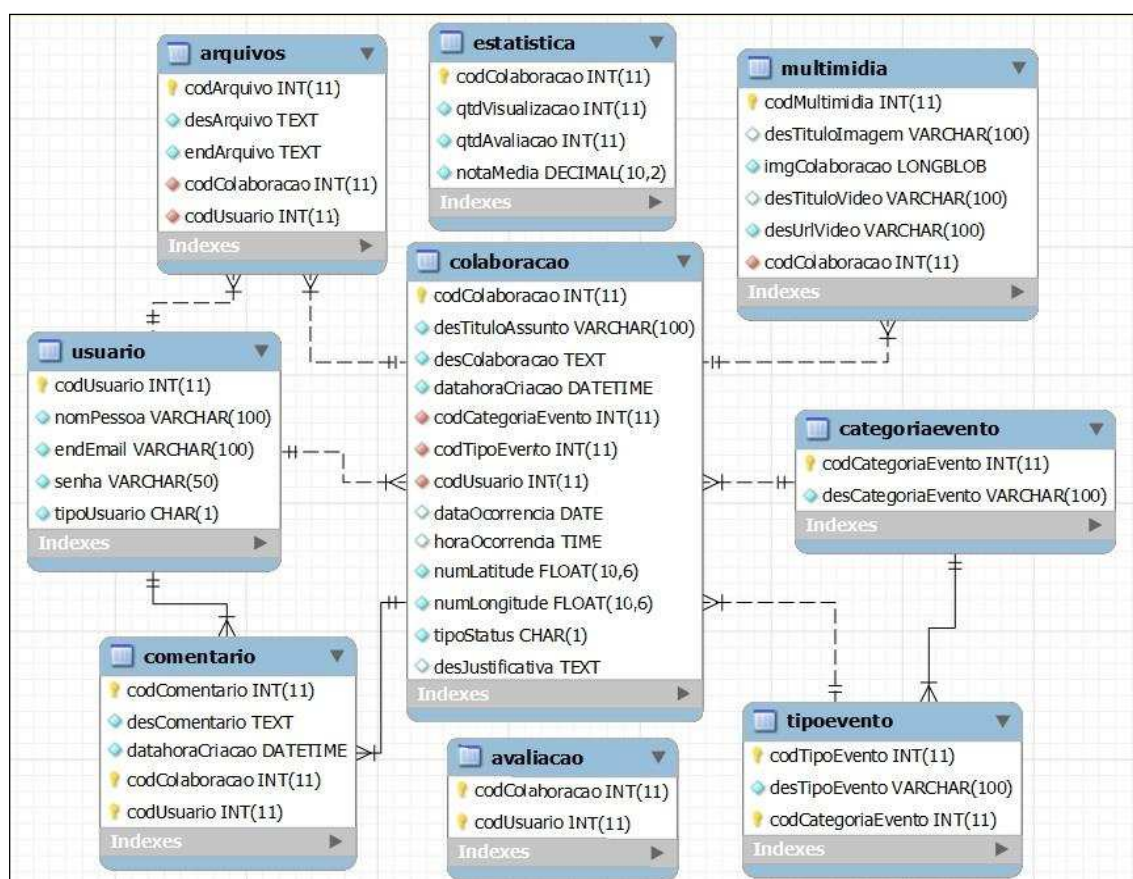 arquivos
codArquivo INT(11)
desArquivo TEXT
endArquivo TEXT
codColaboracao INT(11)
codUsuario INT(11)
Indexes
estatistica
codColaboracao INT(11)
qtdVisualizacao INT(11)
qtdAvaliacao INT(11)
notaMedia DECIMAL(10,2)
Indexes
multimidia
codMultimidia INT(11)
desTituloImagem VARCHAR(100)
imgColaboracao LONGBLOB
desTituloVideo VARCHAR(100)
desUrlVideo VARCHAR(100)
codColaboracao INT(11)
Indexes
usuario
codUsuario INT(11)
nomPessoa VARCHAR(100)
endEmail VARCHAR(100)
senha VARCHAR(50)
tipoUsuario CHAR(1)
Indexes
colaboracao
codColaboracao INT(11)
desTituloAssunto VARCHAR(100)
desColaboracao TEXT
datahoraCriacao DATETIME
codCategoriaEvento INT(11)
codTipoEvento INT(11)
codUsuario INT(11)
dataOcorrencia DATE
horaOcorrencia TIME
numLatitude FLOAT(10,6)
numLongitude FLOAT(10,6)
tipoStatus CHAR(1)
desJustificativa TEXT
Indexes
categoriaevento
codCategoriaEvento INT(11)
desCategoriaEvento VARCHAR(100)
Indexes
comentario
codComentario INT(11)
desComentario TEXT
datahoraCriacao DATETIME
codColaboracao INT(11)
codUsuario INT(11)
Indexes
avaliacao
codColaboracao INT(11)
codUsuario INT(11)
Indexes
tipoevento
codTipoEvento INT(11)
desTipoEvento VARCHAR(100)
codCategoriaEvento INT(11)
Indexes